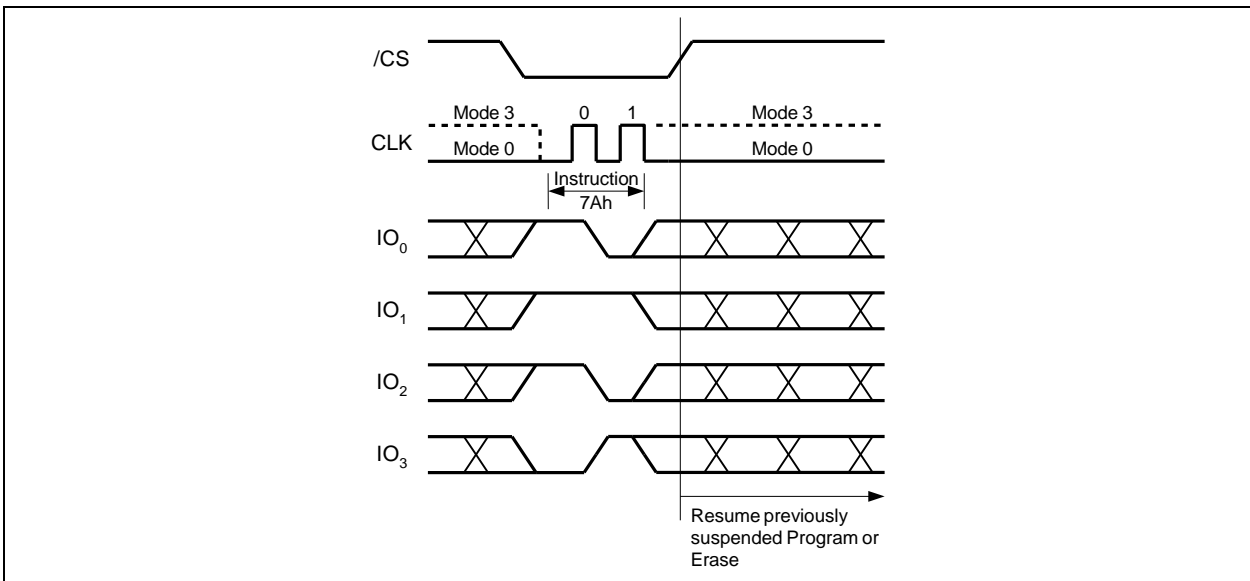 /CS
Mode 3 0 1 Mode 3
CLK
Mode 0 Mode 0
Instruction
7Ah
IO0
IO1
IO2
IO3
Resume previously
suspended Program or
Erase